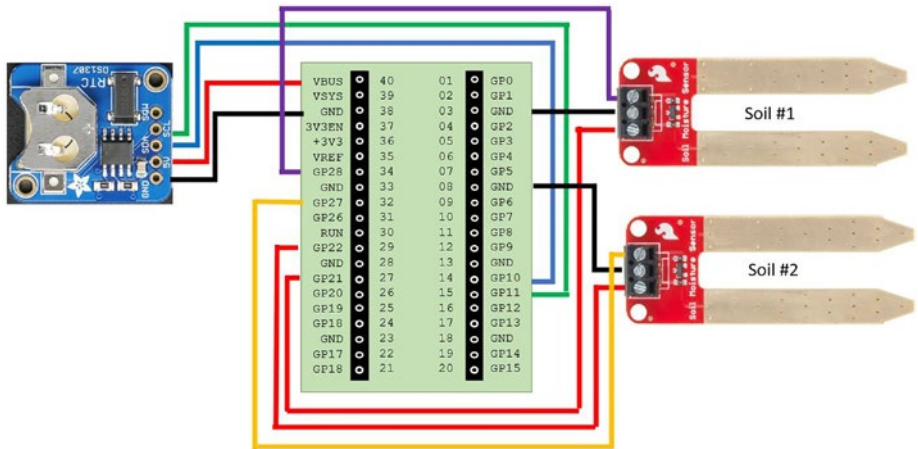 DS1307
RTC
SQW
SCL
SDA
5V
GND
VBUS 40 01 GP0
VSYS 39 02 GP1
GND 38 03 GND
3V3EN 37 04 GP2
+3V3 36 05 GP3
VREF 35 06 GP4
GP28 34 07 GP5
GND 33 08 GND
GP27 32 09 GP6
GP26 31 10 GP7
RUN 30 11 GP8
GP22 29 12 GP9
GND 28 13 GND
GP21 27 14 GP10
GP20 26 15 GP11
GP19 25 16 GP12
GP18 24 17 GP13
GND 23 18 GND
GP17 22 19 GP14
GP18 21 20 GP15
Soil Moisture Sensor
Soil #1
Soil Moisture Sensor
Soil #2